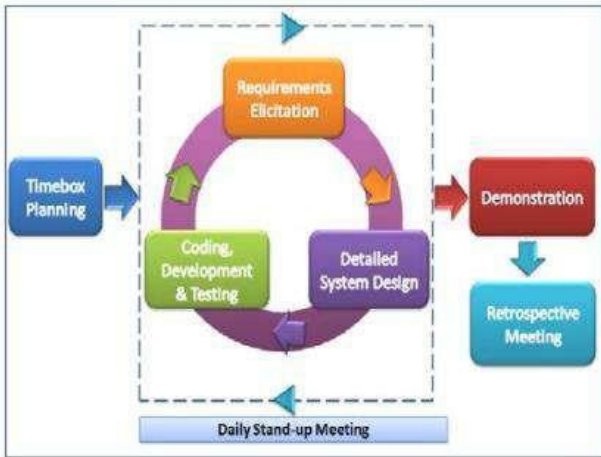 Timebox
Planning
Requirements
Elicitation
Detailed
System Design
Coding,
Development
& Testing
Demonstration
Retrospective
Meeting
Daily Stand-up Meeting